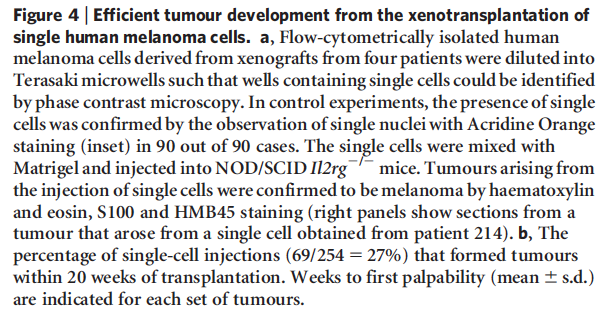 Figure 4 | Efficient tumour development from the xenotransplantation of
single human melanoma cells. a, Flow-cytometrically isolated human
melanoma cells derived from xenografts from four patients were diluted into
Terasaki microwells such that wells containing single cells could be identified
by phase contrast microscopy. In control experiments, the presence of single
cells was confirmed by the observation of single nuclei with Acridine Orange
staining (inset) in 90 out of 90 cases. The single cells were mixed with
Matrigel and injected into NOD/SCID Il2rg−/− mice. Tumours arising from
the injection of single cells were confirmed to be melanoma by haematoxylin
and eosin, S100 and HMB45 staining (right panels show sections from a
tumour that arose from a single cell obtained from patient 214). b, The
percentage of single-cell injections (69/254 = 27%) that formed tumours
within 20 weeks of transplantation. Weeks to first palpability (mean ± s.d.)
are indicated for each set of tumours.